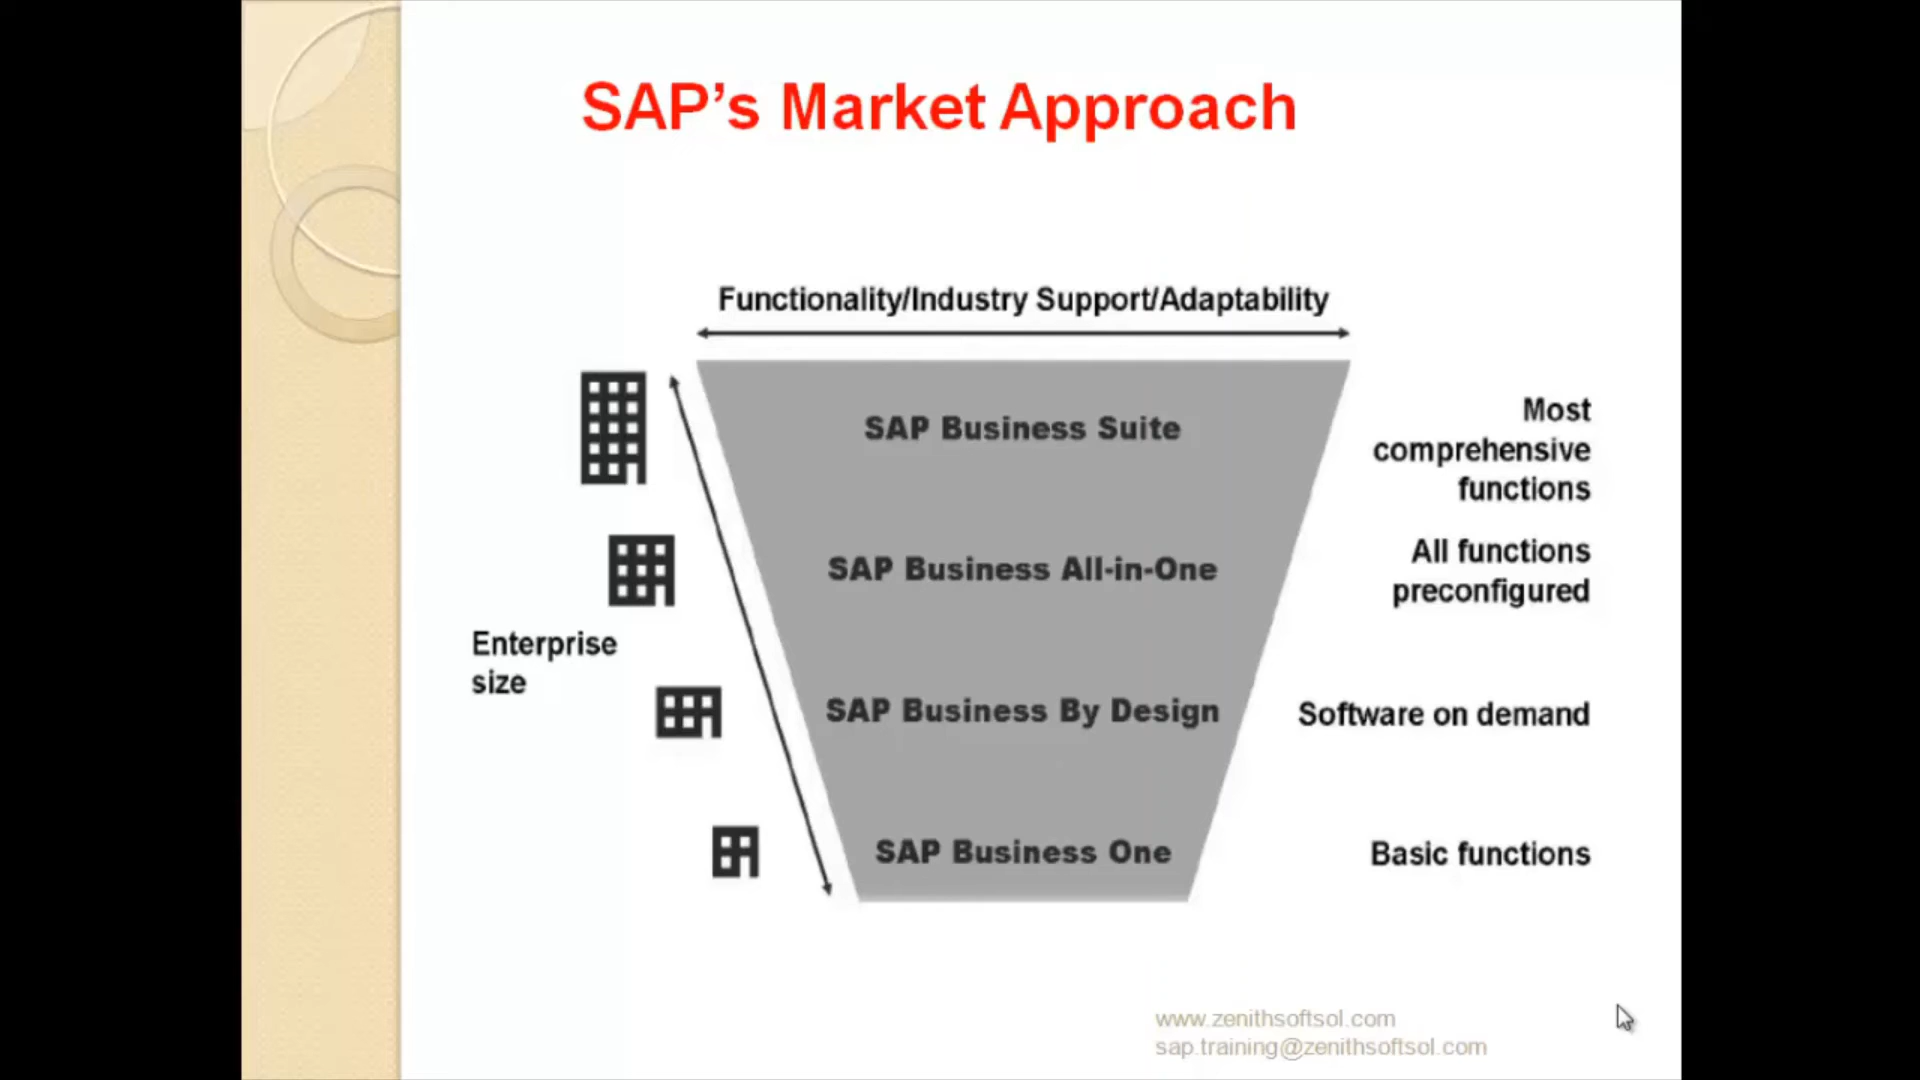 SAP’s Market Approach
Functionality/Industry Support/Adaptability
SAP Business Suite
Most
comprehensive
functions
SAP Business All-in-One
All functions
preconfigured
Enterprise
size
SAP Business By Design
Software on demand
SAP Business One
Basic functions
www.zenithsoftsol.com
sap.training@zenithsoftsol.com